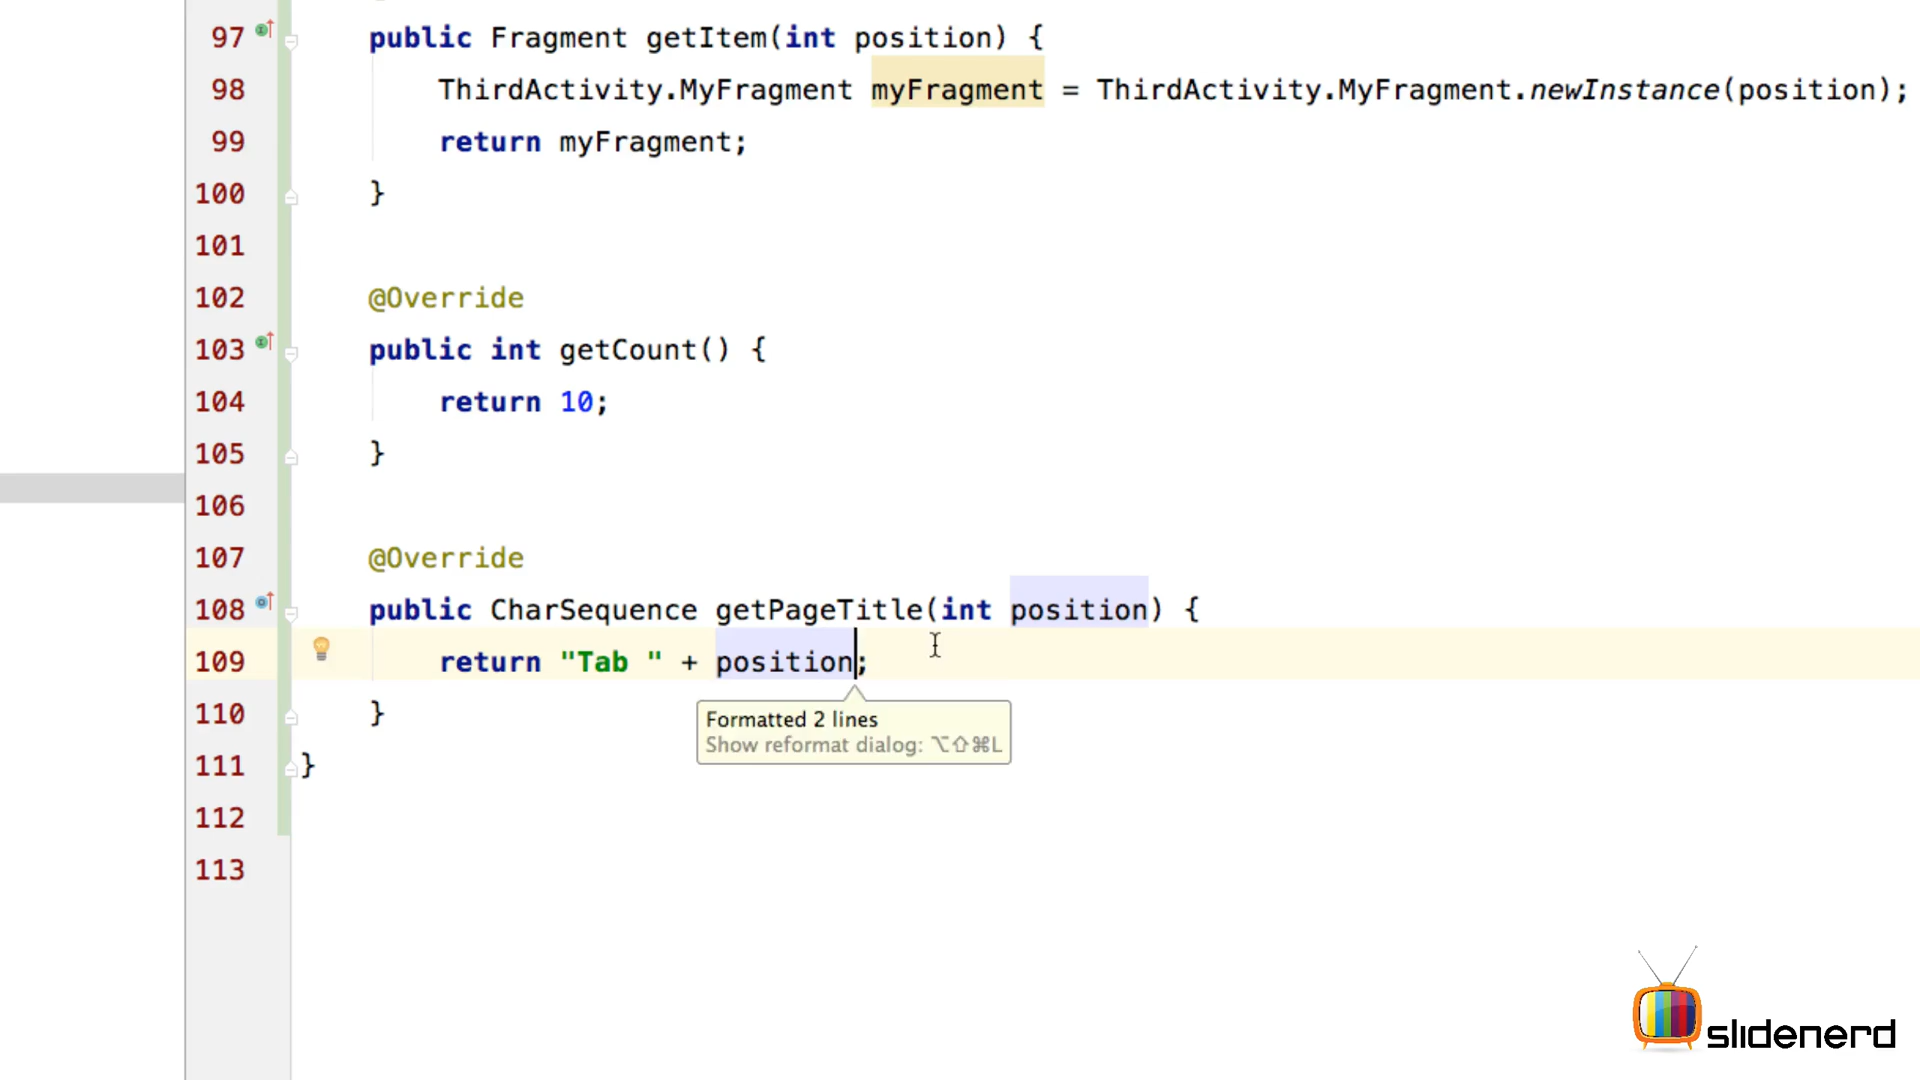 97 public Fragment getItem(int position) {
98 ThirdActivity.MyFragment myFragment = ThirdActivity.MyFragment.newInstance(position);
99 return myFragment;
100 }
101
102 @Override
103 public int getCount() {
104 return 10;
105 }
106
107 @Override
108 public CharSequence getPageTitle(int position) {
109 return "Tab " + position;
Formatted 2 lines
Show reformat dialog: ⌥⇧⌘L
110 }
111 }
112
113
slidenerd